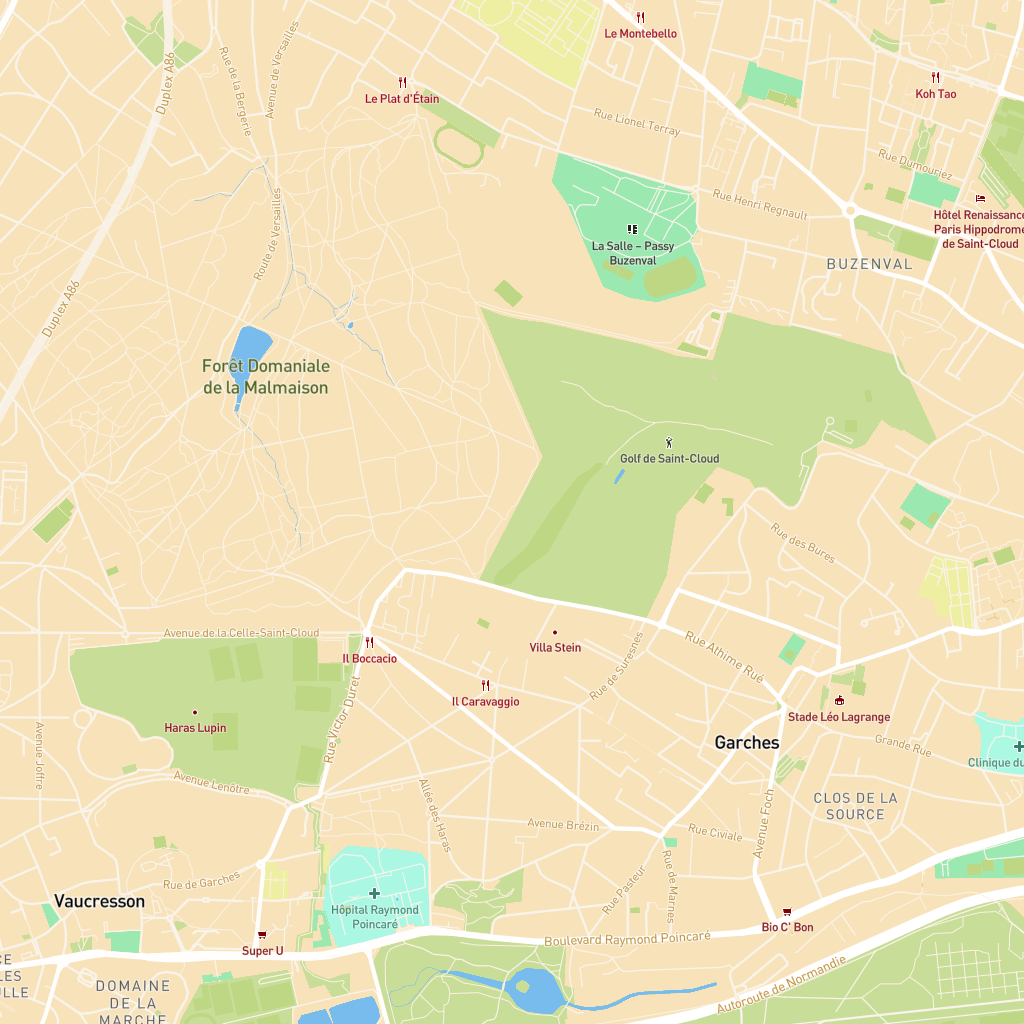 Le Montebello
Duplex A86
Rue de la Bergerie
Avenue de Versailles
Le Plat d'Étain
Koh Tao
Rue Lionel Terray
Rue Dumouriez
Rue Henri Regnault
Route de Versailles
Hôtel Renaissance
Paris Hippodrome
de Saint-Cloud
La Salle – Passy
Buzenval
BUZENVAL
Duplex A86
Forêt Domaniale
de la Malmaison
Golf de Saint-Cloud
Rue des Bures
Avenue de la Celle-Saint-Cloud
Il Boccacio
Villa Stein
Rue de Suresnes
Rue Athime Rué
Il Caravaggio
Haras Lupin
Rue Victor Duret
Stade Léo Lagrange
Garches
Grande Rue
Clinique du
Avenue Joffre
Avenue Lenôtre
Allée des Haras
CLOS DE LA
SOURCE
Avenue Brézin
Rue Civiale
Avenue Foch
Rue de Garches
Rue Pasteur
Rue de Marnes
Vaucresson
Hôpital Raymond
Poincaré
Super U
Bio C' Bon
Boulevard Raymond Poincaré
Autoroute de Normandie
DOMAINE
DE LA
MARCHE